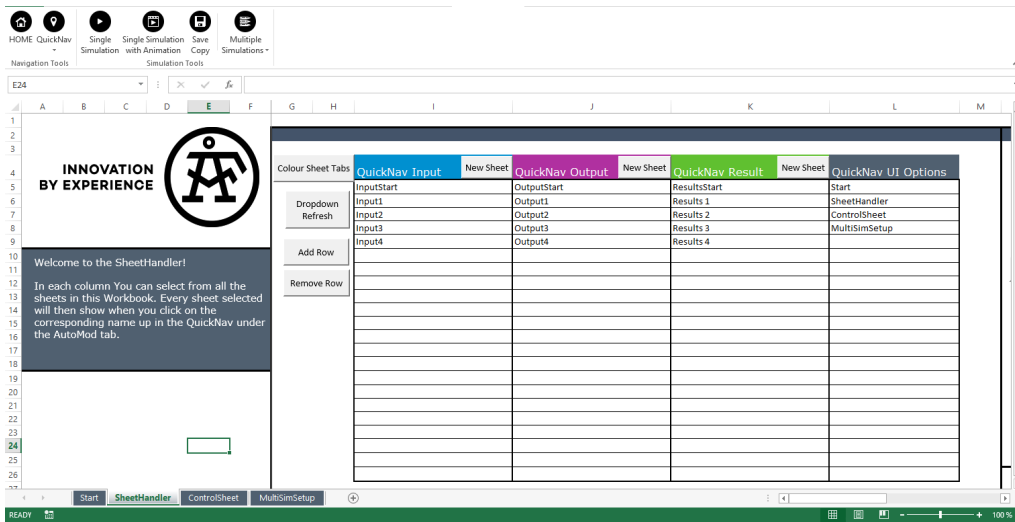 HOME QuickNav Single Simulation Single Simulation with Animation Save Copy Mulitiple Simulations
Navigation Tools Simulation Tools
E24 fx
A B C D E F G H I J K L M
1
2
3
4
5
6
7
8
9
10
11
12
13
14
15
16
17
18
19
20
21
22
23
24
25
26
27
INNOVATION
BY EXPERIENCE
ÅF
Welcome to the SheetHandler!
In each column You can select from all the
sheets in this Workbook. Every sheet selected
will then show when you click on the
corresponding name up in the QuickNav under
the AutoMod tab.
Colour Sheet Tabs
Dropdown
Refresh
Add Row
Remove Row
QuickNav Input New Sheet QuickNav Output New Sheet QuickNav Result New Sheet QuickNav UI Options
InputStart OutputStart ResultsStart Start
Input1 Output1 Results 1 SheetHandler
Input2 Output2 Results 2 ControlSheet
Input3 Output3 Results 3 MultiSimSetup
Input4 Output4 Results 4
Start SheetHandler ControlSheet MultiSimSetup
READY 100 %